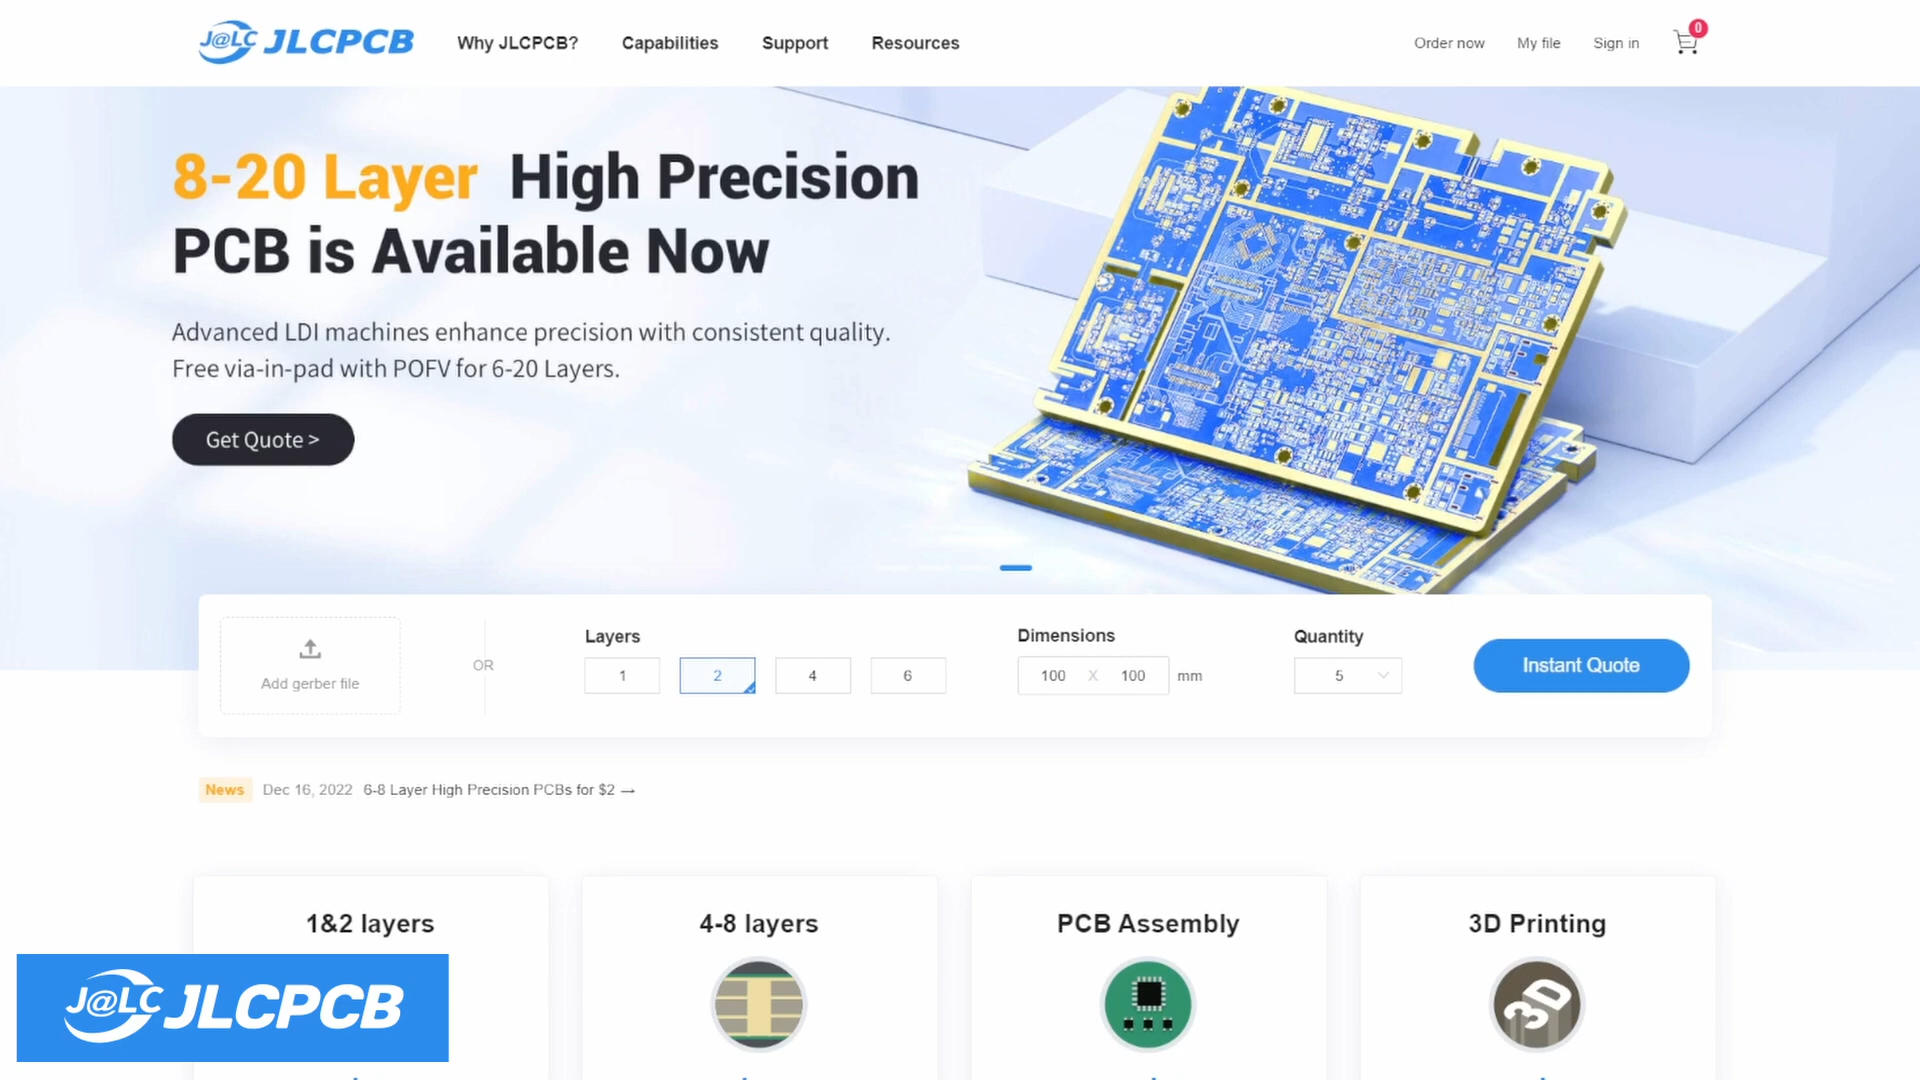 J@LC JLCPCB
Why JLCPCB?
Capabilities
Support
Resources
Order now
My file
Sign in
0
8-20 Layer High Precision
PCB is Available Now
Advanced LDI machines enhance precision with consistent quality.
Free via-in-pad with POFV for 6-20 Layers.
Get Quote >
Add gerber file
OR
Layers
1
2
4
6
Dimensions
100 X 100 mm
Quantity
5
Instant Quote
News Dec 16, 2022 6-8 Layer High Precision PCBs for $2 →
1&2 layers
4-8 layers
PCB Assembly
3D Printing
3D
J@LC JLCPCB